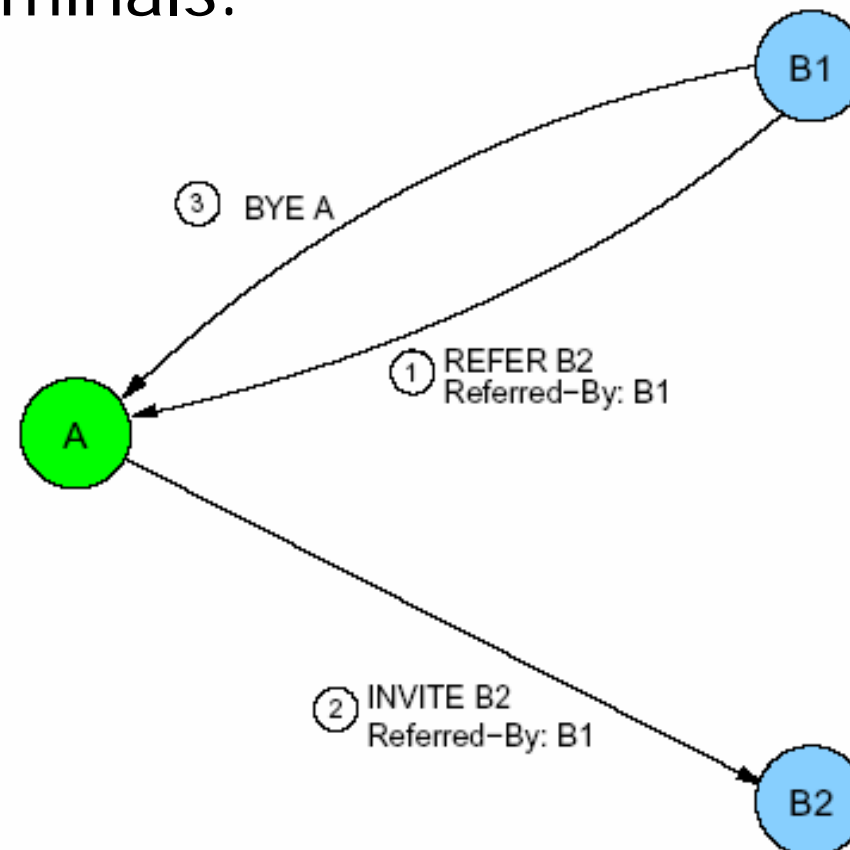 B1
3 BYE A
1 REFER B2
Referred−By: B1
A
2 INVITE B2
Referred−By: B1
B2